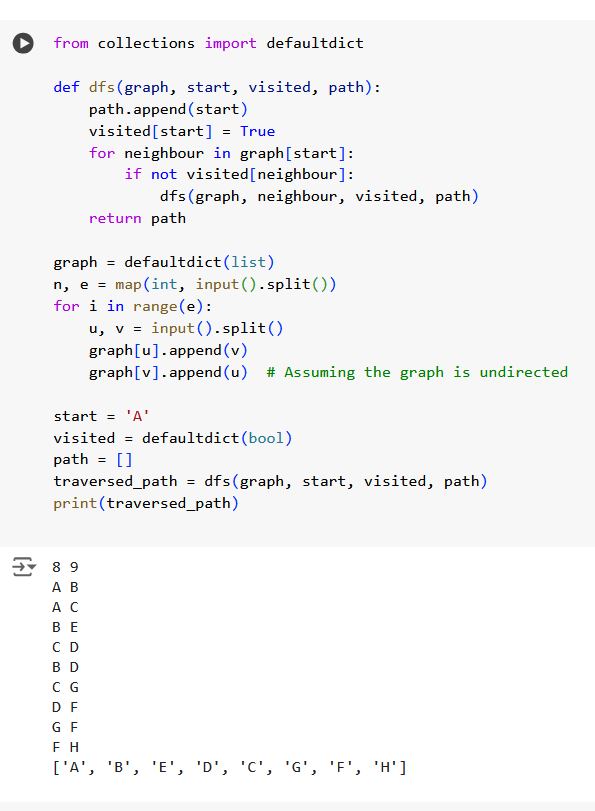 from collections import defaultdict
def dfs(graph, start, visited, path):
    path.append(start)
    visited[start] = True
    for neighbour in graph[start]:
        if not visited[neighbour]:
            dfs(graph, neighbour, visited, path)
    return path
graph = defaultdict(list)
n, e = map(int, input().split())
for i in range(e):
    u, v = input().split()
    graph[u].append(v)
    graph[v].append(u)  # Assuming the graph is undirected
start = 'A'
visited = defaultdict(bool)
path = []
traversed_path = dfs(graph, start, visited, path)
print(traversed_path)
8 9
A B
A C
B E
C D
B D
C G
D F
G F
F H
['A', 'B', 'E', 'D', 'C', 'G', 'F', 'H']